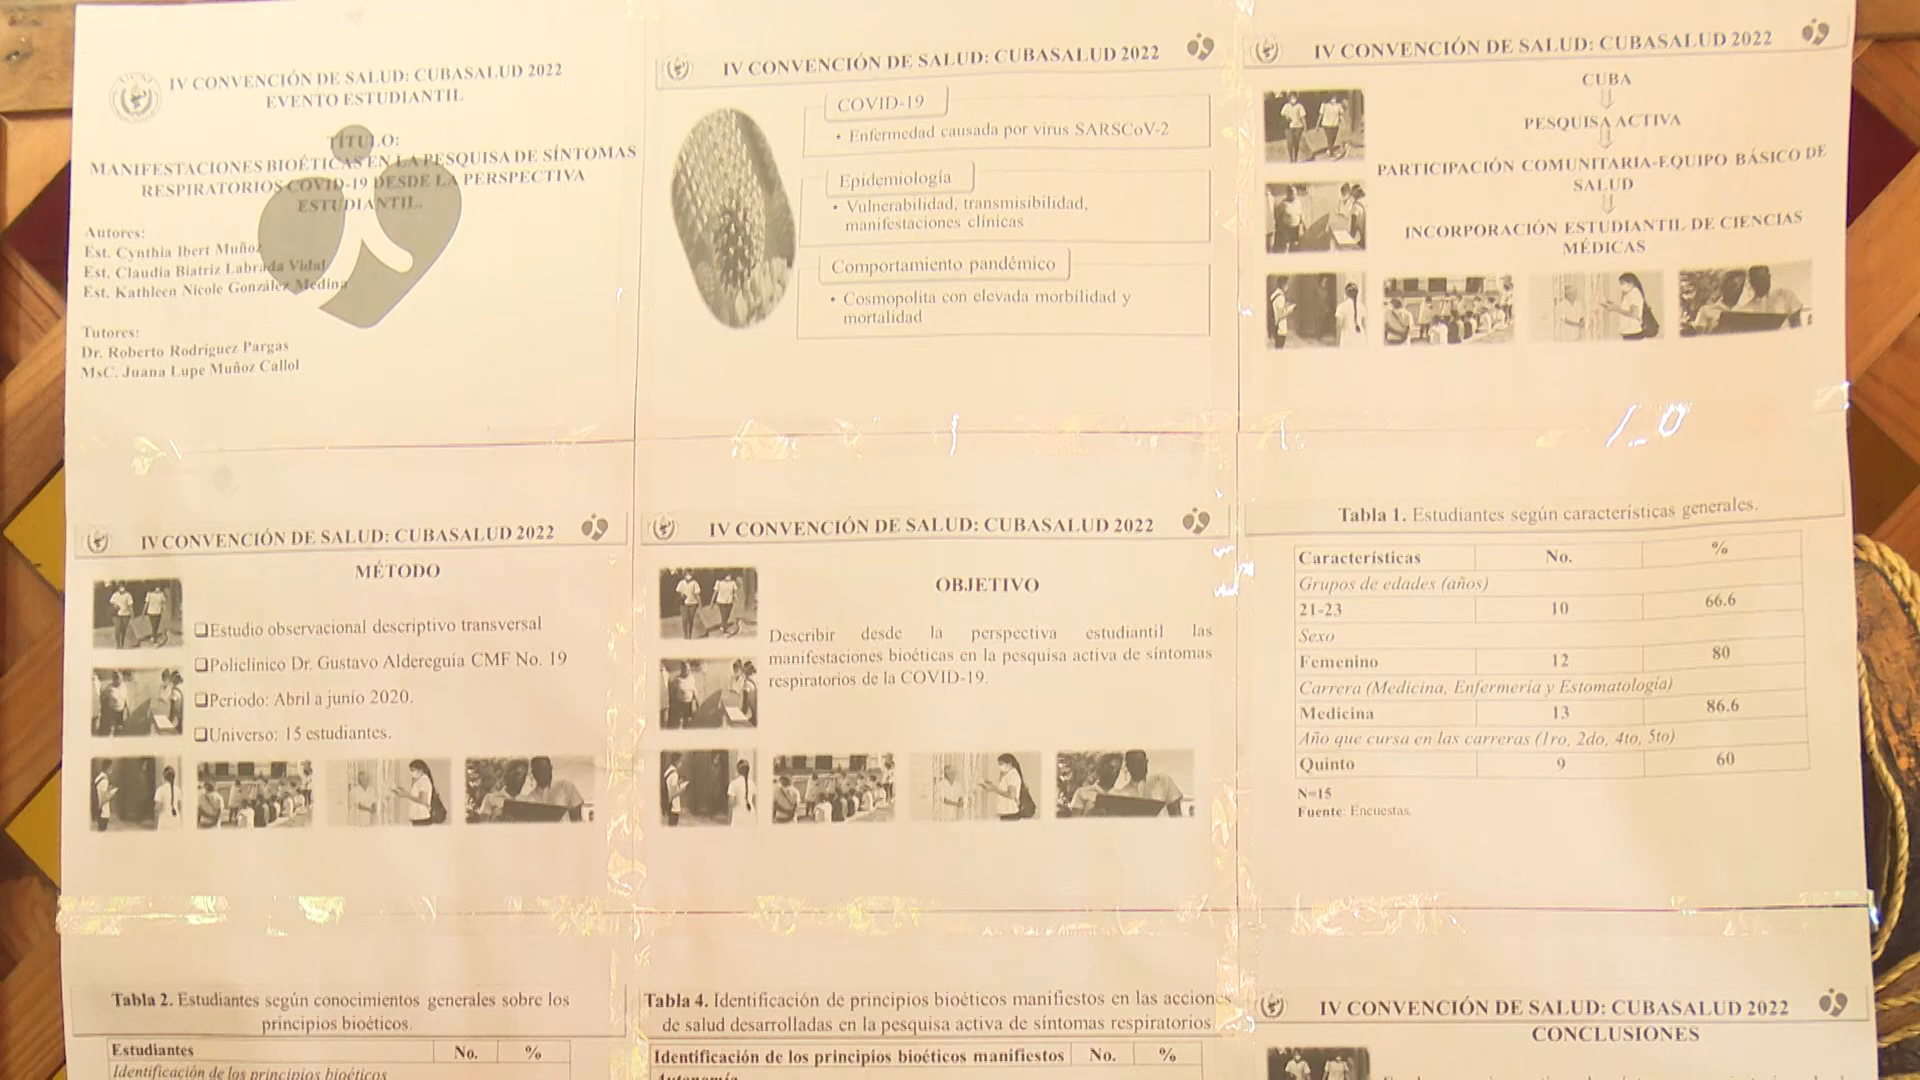 IV CONVENCIÓN DE SALUD: CUBASALUD 2022
EVENTO ESTUDIANTIL
TÍTULO:
MANIFESTACIONES BIOÉTICAS EN LA PESQUISA DE SÍNTOMAS
RESPIRATORIOS COVID-19 DESDE LA PERSPECTIVA
ESTUDIANTIL.
Autores:
Est. Cynthia Ibert Muñoz
Est. Claudia Biatriz Labrada Vidal
Est. Kathleen Nicole González Medina
Tutores:
Dr. Roberto Rodríguez Pargas
MsC. Juana Lupe Muñoz Callol
IV CONVENCIÓN DE SALUD: CUBASALUD 2022
COVID-19
• Enfermedad causada por virus SARSCoV-2
Epidemiología
• Vulnerabilidad, transmisibilidad,
manifestaciones clínicas
Comportamiento pandémico
• Cosmopolita con elevada morbilidad y
mortalidad
IV CONVENCIÓN DE SALUD: CUBASALUD 2022
CUBA
PESQUISA ACTIVA
PARTICIPACIÓN COMUNITARIA-EQUIPO BÁSICO DE
SALUD
INCORPORACIÓN ESTUDIANTIL DE CIENCIAS
MÉDICAS
IV CONVENCIÓN DE SALUD: CUBASALUD 2022
MÉTODO
❑Estudio observacional descriptivo transversal
❑Policlínico Dr. Gustavo Aldereguía CMF No. 19
❑Periodo: Abril a junio 2020.
❑Universo: 15 estudiantes.
IV CONVENCIÓN DE SALUD: CUBASALUD 2022
OBJETIVO
Describir desde la perspectiva estudiantil las
manifestaciones bioéticas en la pesquisa activa de síntomas
respiratorios de la COVID-19.
Tabla 1. Estudiantes según características generales.
Características No. %
Grupos de edades (años)
21-23 10 66.6
Sexo
Femenino 12 80
Carrera (Medicina, Enfermería y Estomatología)
Medicina 13 86.6
Año que cursa en las carreras (1ro, 2do, 4to, 5to)
Quinto 9 60
N=15
Fuente: Encuestas.
Tabla 2. Estudiantes según conocimientos generales sobre los
principios bioéticos.
Estudiantes No. %
Identificación de los principios bioéticos
Tabla 4. Identificación de principios bioéticos manifiestos en las acciones
de salud desarrolladas en la pesquisa activa de síntomas respiratorios
Identificación de los principios bioéticos manifiestos No. %
Autonomía
IV CONVENCIÓN DE SALUD: CUBASALUD 2022
CONCLUSIONES